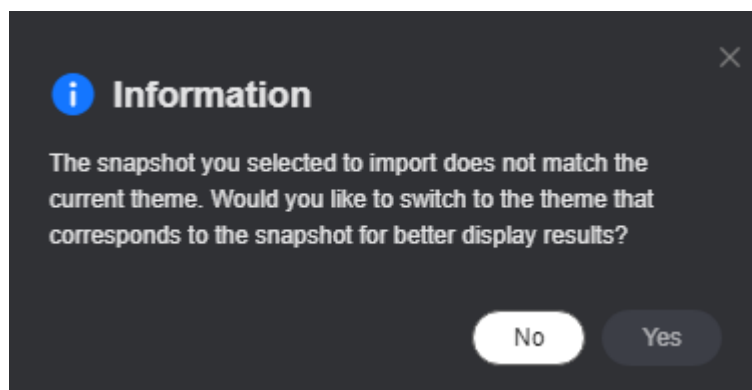 Information
The snapshot you selected to import does not match the
current theme. Would you like to switch to the theme that
corresponds to the snapshot for better display results?
No Yes